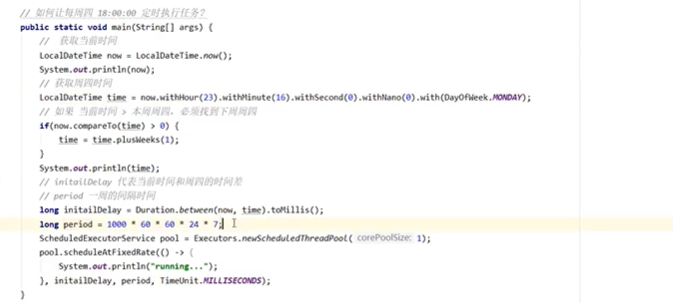 // 如何让每周四 18:00:00 定时执行任务?
public static void main(String[] args) {
//  获取当前时间
LocalDateTime now = LocalDateTime.now();
System.out.println(now);
// 获取周四时间
LocalDateTime time = now.withHour(23).withMinute(16).withSecond(0).withNano(0).with(DayOfWeek.MONDAY);
// 如果 当前时间 > 本周周四，必须找到下周周四
if(now.compareTo(time) > 0) {
time = time.plusWeeks(1);
}
System.out.println(time);
// initailDelay 代表当前时间和周四的时间差
// period 一周的间隔时间
long initailDelay = Duration.between(now, time).toMillis();
long period = 1000 * 60 * 60 * 24 * 7;
ScheduledExecutorService pool = Executors.newScheduledThreadPool( corePoolSize: 1);
pool.scheduleAtFixedRate(() -> {
System.out.println("running...");
}, initailDelay, period, TimeUnit.MILLISECONDS);
}